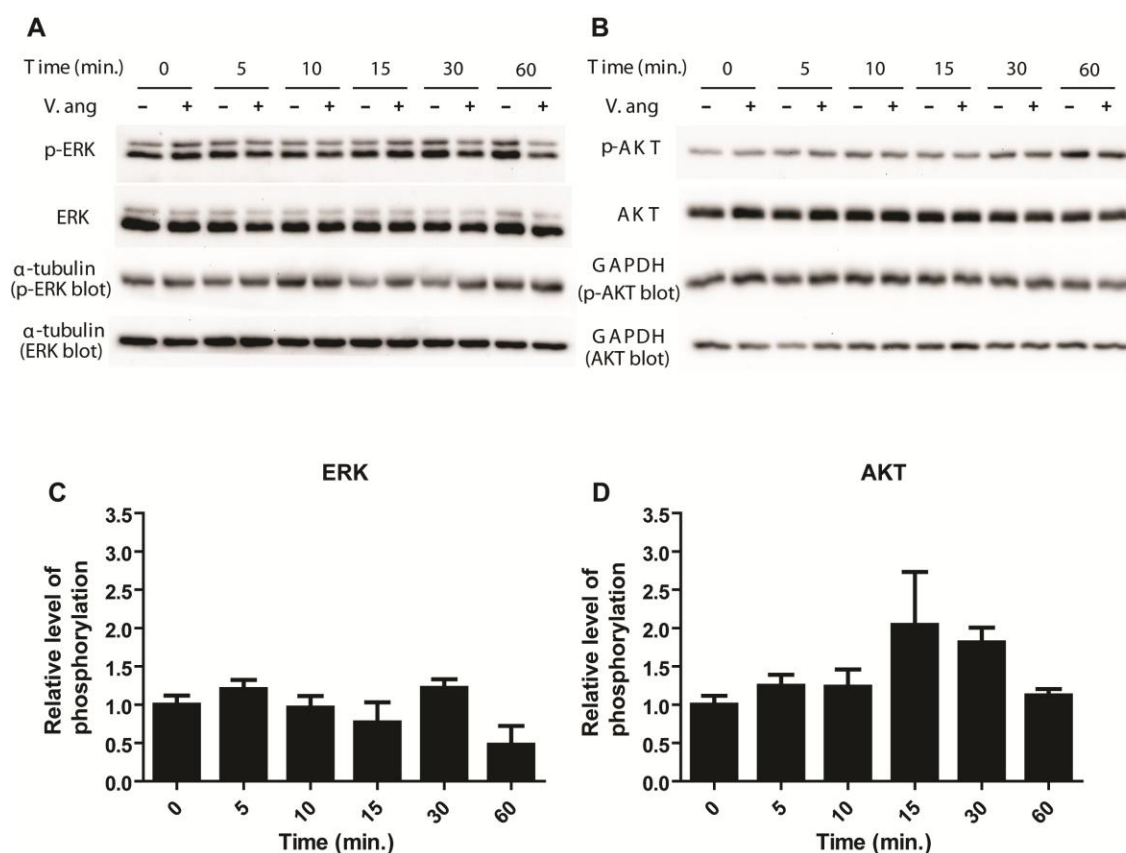 A
Time (min.) 0 5 10 15 30 60
V. ang - + - + - + - + - + - +
p-ERK
ERK
α-tubulin
(p-ERK blot)
α-tubulin
(ERK blot)
B
Time (min.) 0 5 10 15 30 60
V. ang - + - + - + - + - + - +
p-AKT
AKT
GAPDH
(p-AKT blot)
GAPDH
(AKT blot)
C
ERK
Relative level of
phosphorylation
3.5
3.0
2.5
2.0
1.5
1.0
0.5
0.0
0 5 10 15 30 60
Time (min.)
D
AKT
Relative level of
phosphorylation
3.5
3.0
2.5
2.0
1.5
1.0
0.5
0.0
0 5 10 15 30 60
Time (min.)